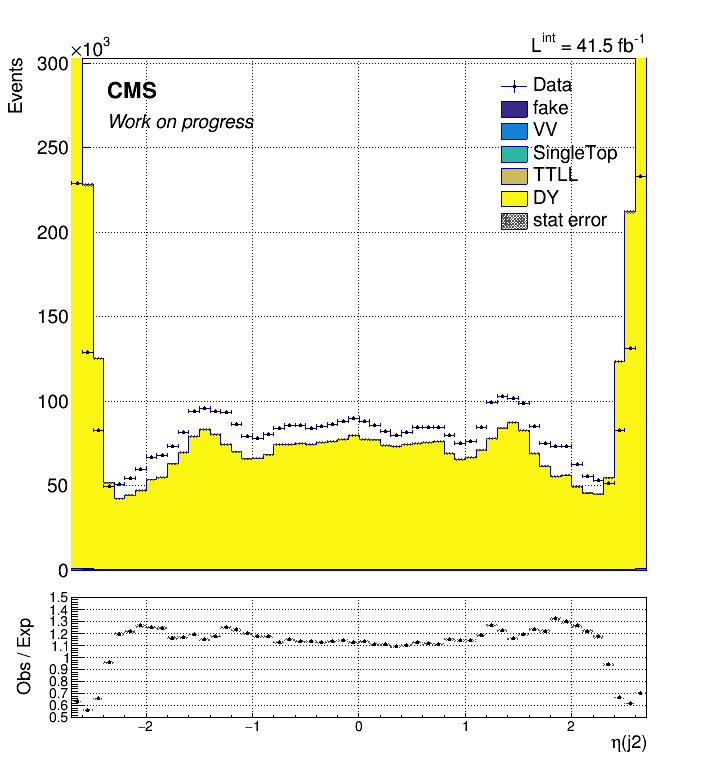 ×10³
L^int = 41.5 fb⁻¹
Events
300
250
200
150
100
50
0
CMS
Work on progress
Data
fake
VV
SingleTop
TTLL
DY
stat error
Obs / Exp
1.5
1.4
1.3
1.2
1.1
1
0.9
0.8
0.7
0.6
0.5
−2 −1 0 1 2
η(j2)